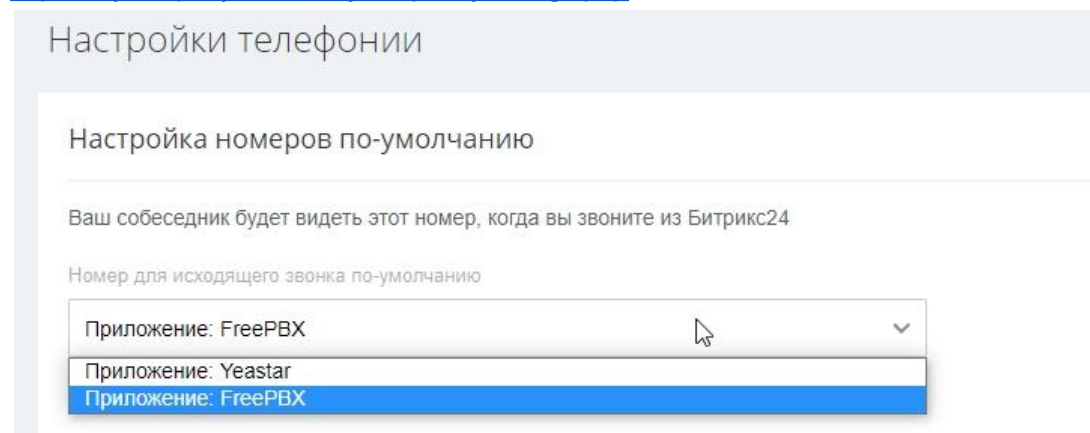 Настройки телефонии
Настройка номеров по-умолчанию
Ваш собеседник будет видеть этот номер, когда вы звоните из Битрикс24
Номер для исходящего звонка по-умолчанию
Приложение: FreePBX
Приложение: Yeastar
Приложение: FreePBX